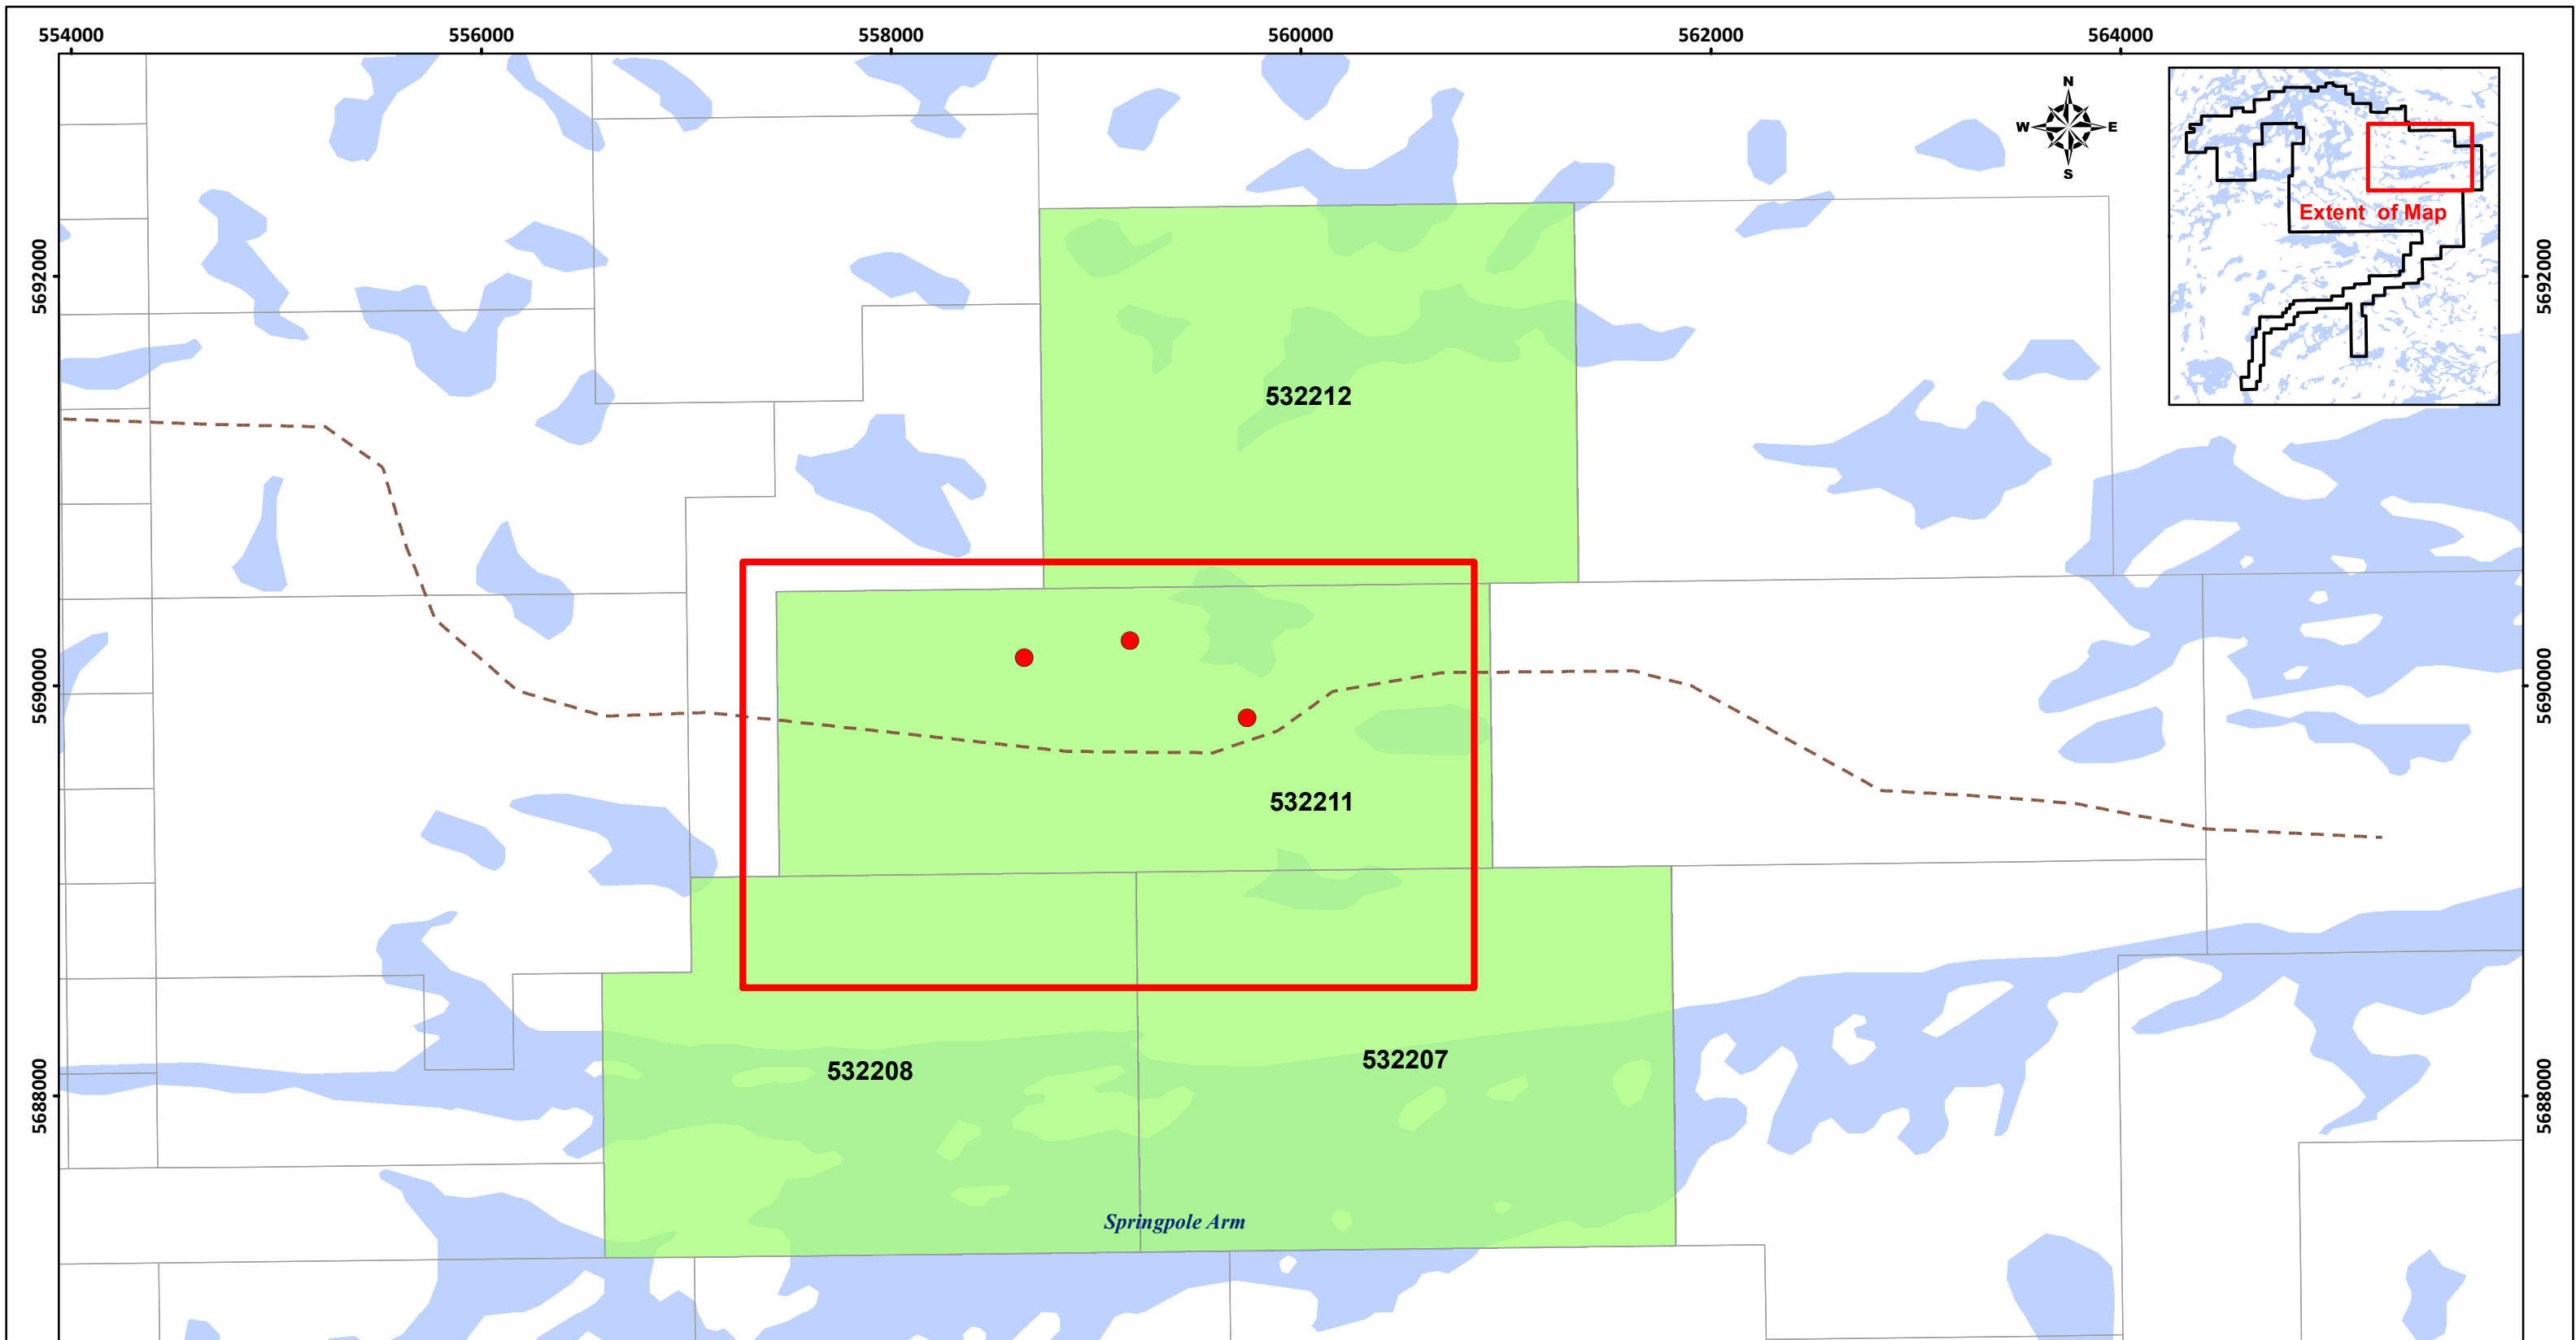 554000 556000 558000 560000 562000 564000
N
W E
S
Extent of Map
5692000 5692000
532212
5690000 5690000
532211
5688000 5688000
532208 532207
Springpole Arm